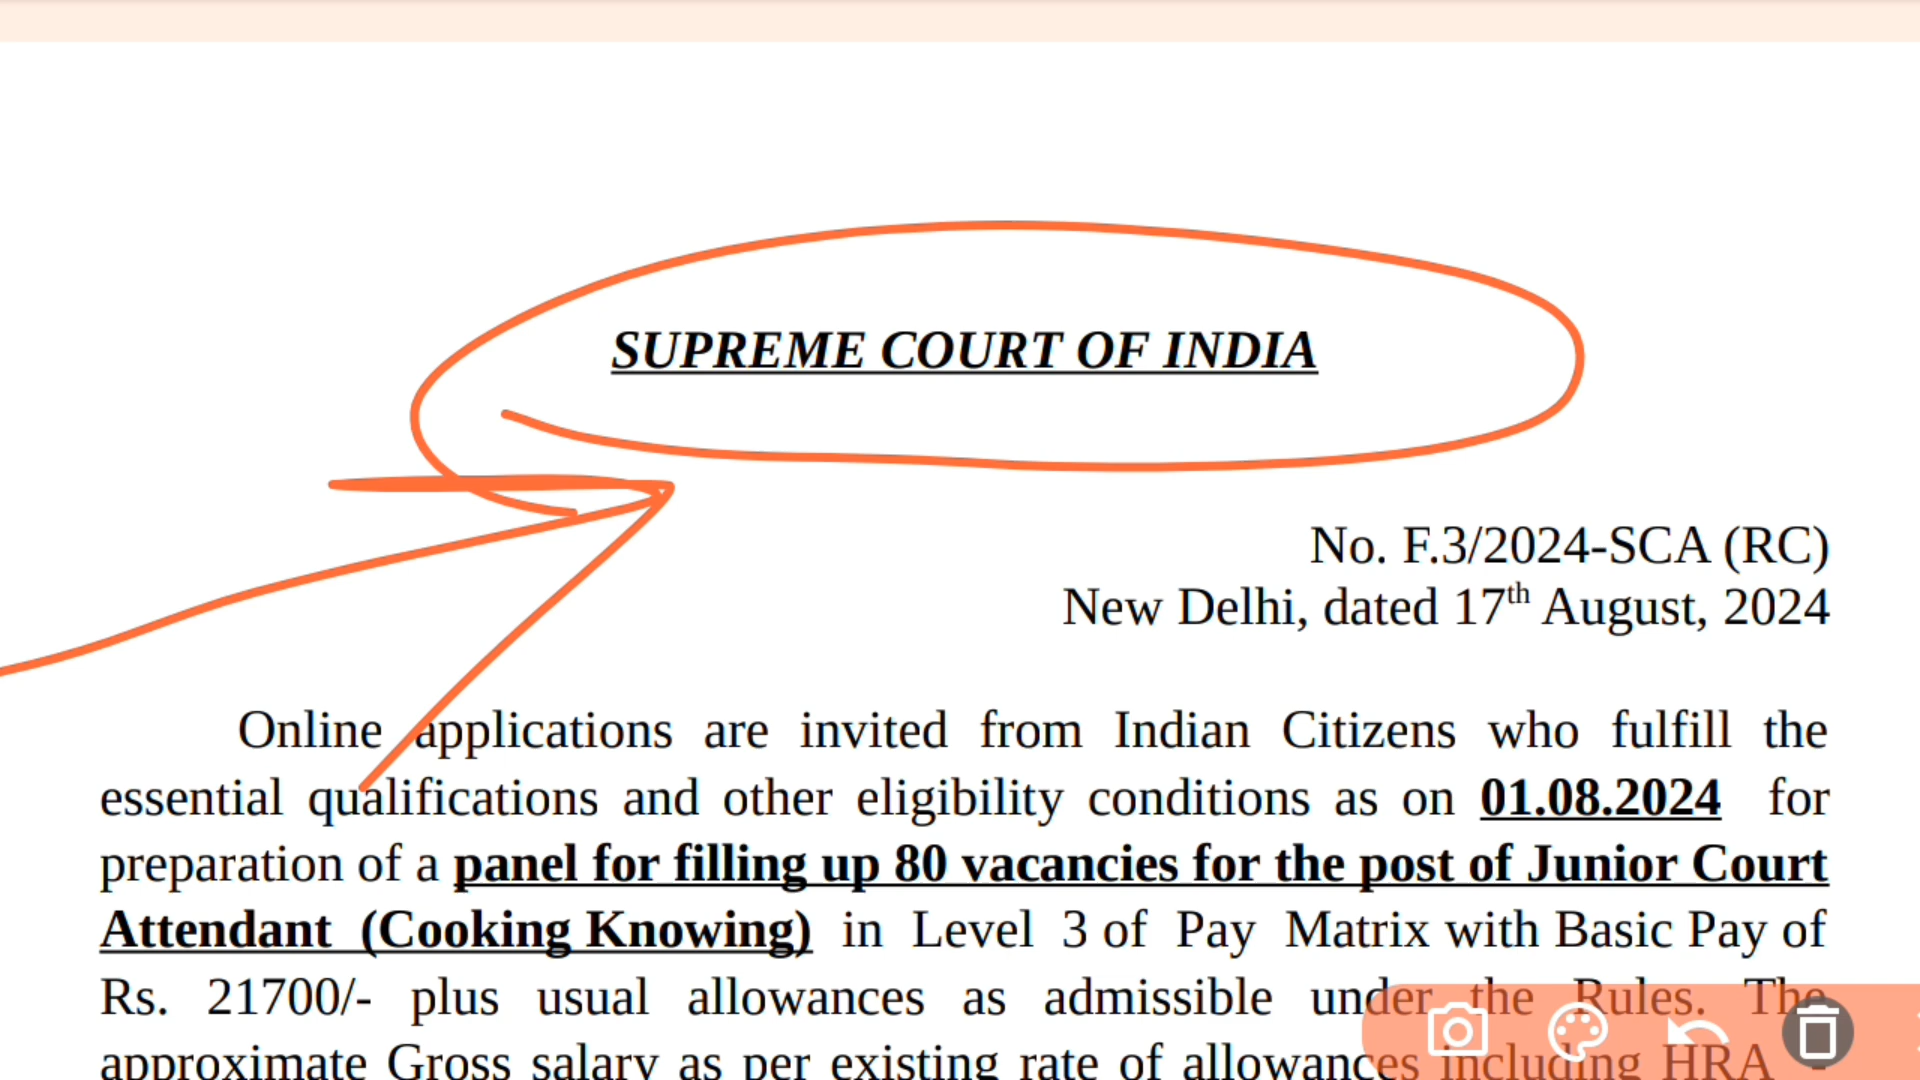 SUPREME COURT OF INDIA
No. F.3/2024-SCA (RC)
New Delhi, dated 17th August, 2024
Online applications are invited from Indian Citizens who fulfill the
essential qualifications and other eligibility conditions as on 01.08.2024 for
preparation of a panel for filling up 80 vacancies for the post of Junior Court
Attendant (Cooking Knowing) in Level 3 of Pay Matrix with Basic Pay of
Rs. 21700/- plus usual allowances as admissible under the Rules. The
approximate Gross salary as per existing rate of allowances including HRA